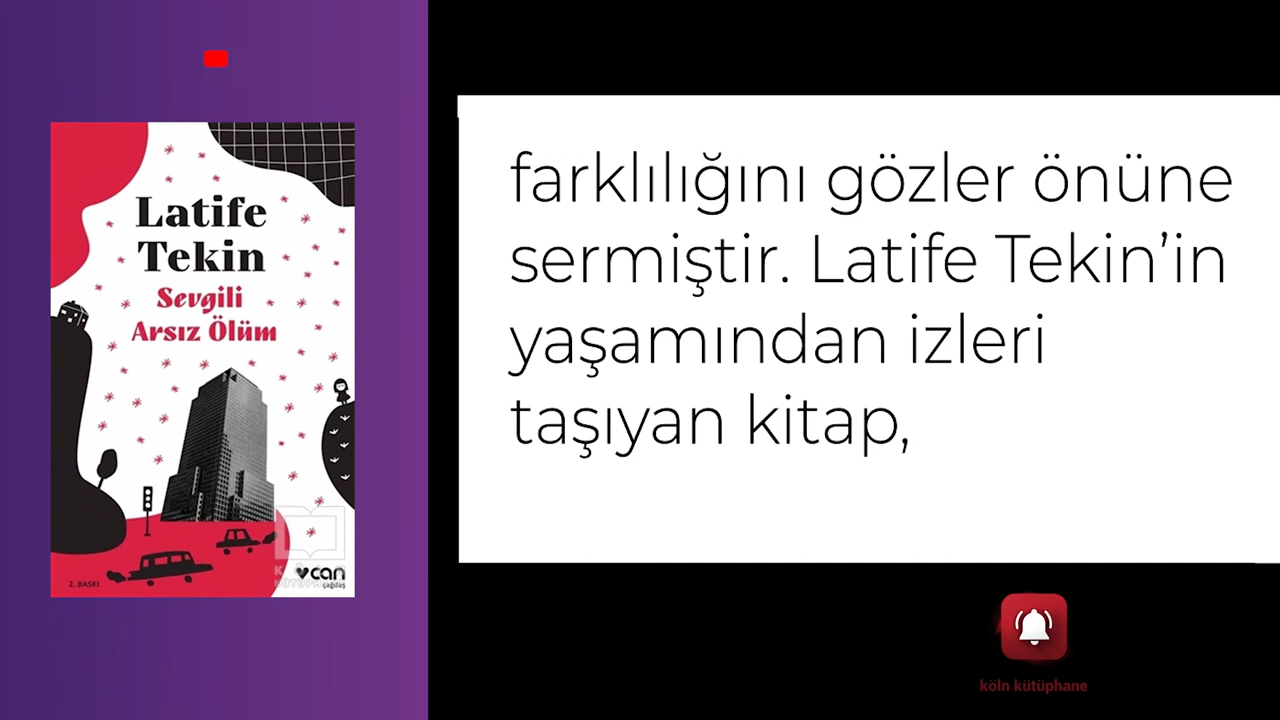 Latife
Tekin
Sevgili
Arsız Ölüm
2. BASKI
can
çağdaş
farklılığını gözler önüne
sermiştir. Latife Tekin’in
yaşamından izleri
taşıyan kitap,
köln kütüphane